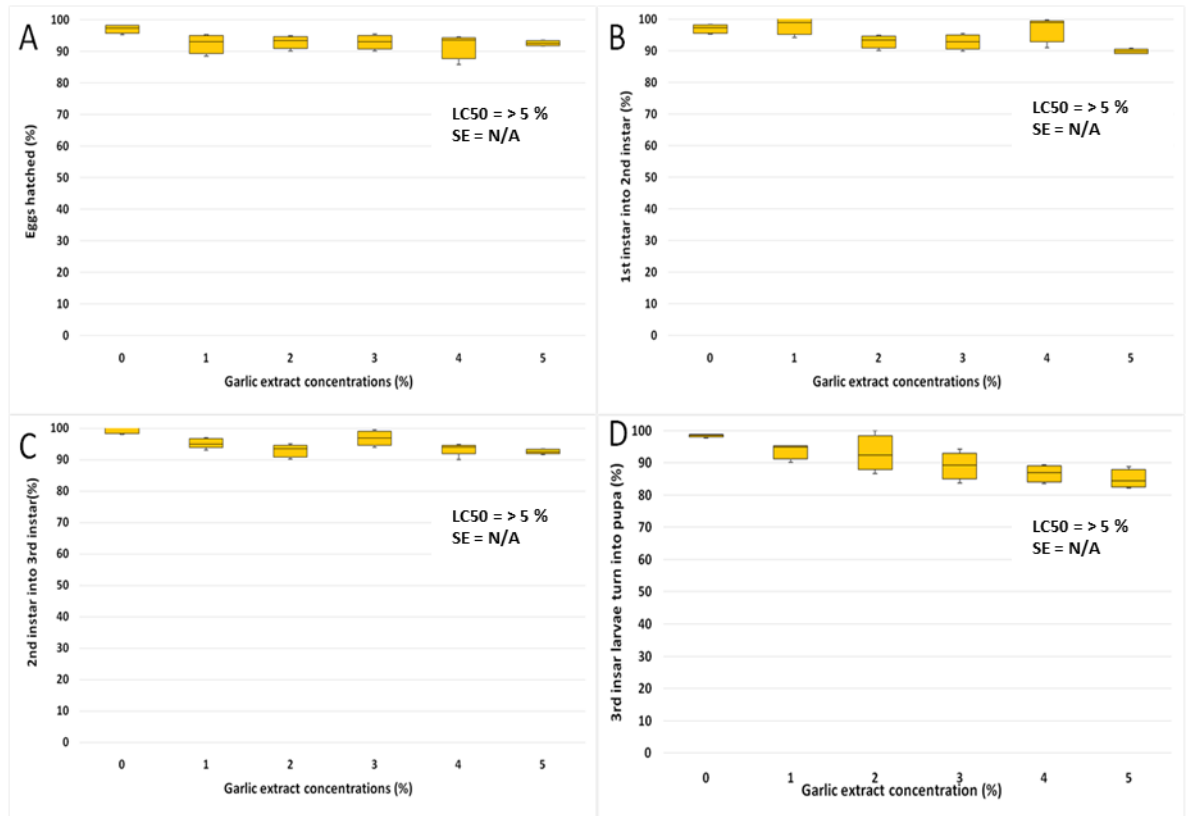 A
100
90
80
70
60
50
40
30
20
10
0
Eggs hatched (%)
LC50 = > 5 %
SE = N/A
0 1 2 3 4 5
Garlic extract concentrations (%)
B
100
90
80
70
60
50
40
30
20
10
0
1st instar into 2nd instar (%)
LC50 = > 5 %
SE = N/A
0 1 2 3 4 5
Garlic extract concentrations (%)
C
100
90
80
70
60
50
40
30
20
10
0
2nd instar into 3rd instar(%)
LC50 = > 5 %
SE = N/A
0 1 2 3 4 5
Garlic extract concentrations (%)
D
100
90
80
70
60
50
40
30
20
10
0
3rd insar larvae turn into pupa (%)
LC50 = > 5 %
SE = N/A
0 1 2 3 4 5
Garlic extract concentration (%)